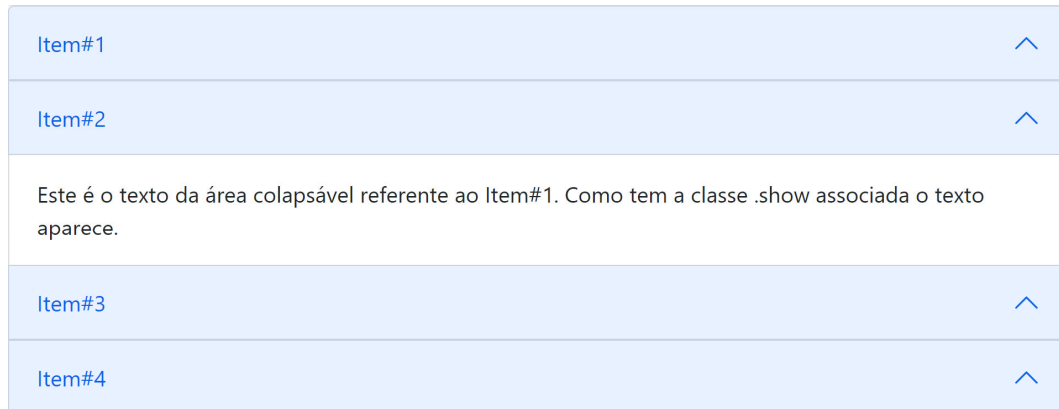 Item#1
Item#2
Este é o texto da área colapsável referente ao Item#1. Como tem a classe .show associada o texto
aparece.
Item#3
Item#4